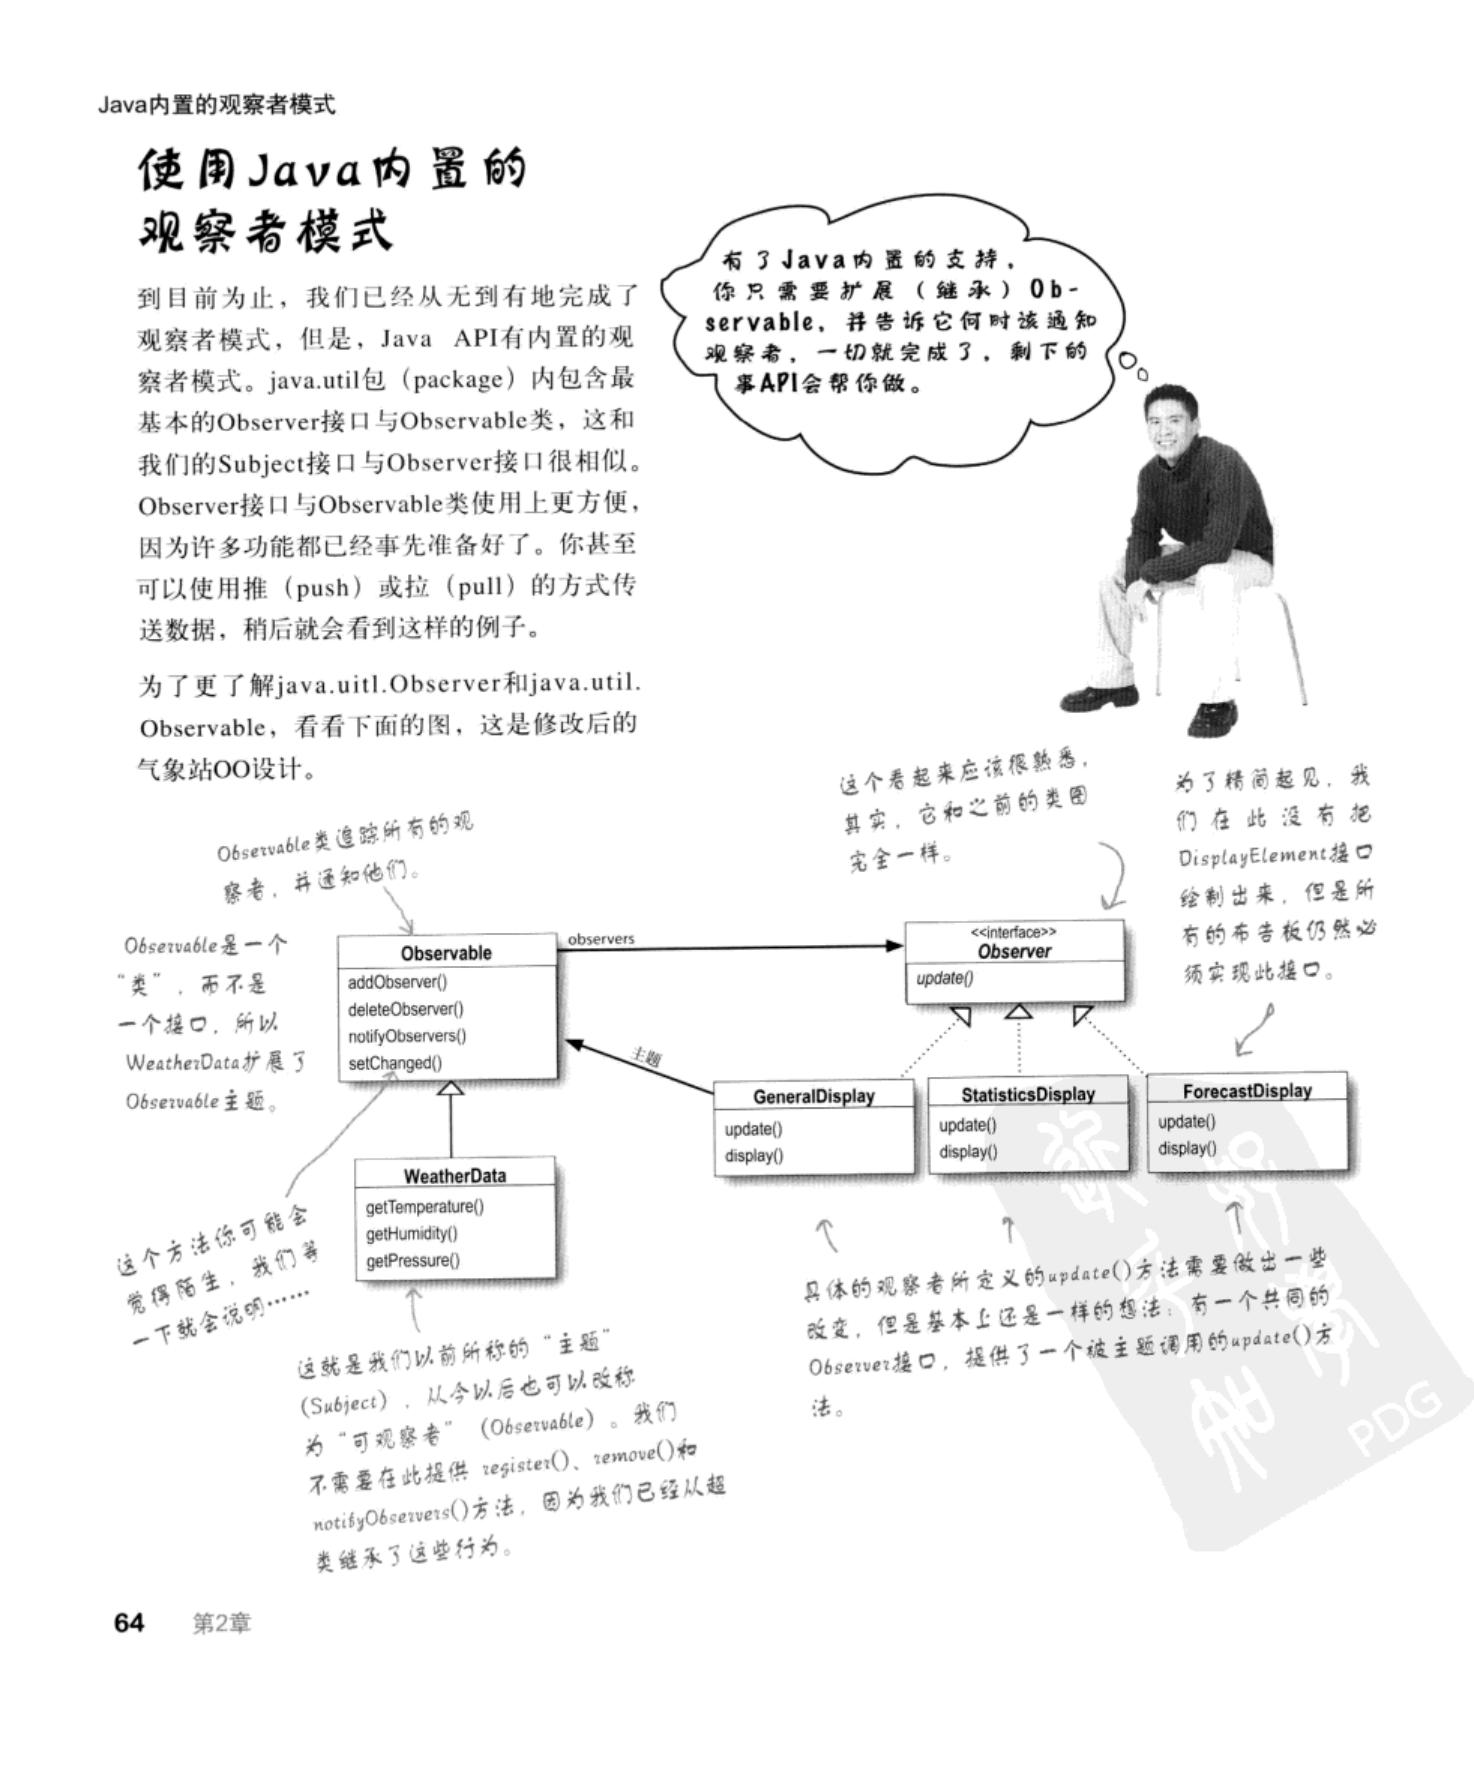 Java内置的观察者模式
使用Java内置的
观察者模式
到目前为止，我们已经从无到有地完成了
观察者模式，但是，Java API有内置的观
察者模式。java.util包（package）内包含最
基本的Observer接口与Observable类，这和
我们的Subject接口与Observer接口很相似。
Observer接口与Observable类使用上更方便，
因为许多功能都已经事先准备好了。你甚至
可以使用推（push）或拉（pull）的方式传
送数据，稍后就会看到这样的例子。
为了更了解java.uitl.Observer和java.util.
Observable，看看下面的图，这是修改后的
气象站OO设计。
有了Java内置的支持，
你只需要扩展（继承）Ob-
servable，并告诉它何时该通知
观察者，一切就完成了，剩下的
事API会帮你做。
这个看起来应该很熟悉，
其实，它和之前的类图
完全一样。
为了精简起见，我
们在此没有把
DisplayElement接口
绘制出来，但是所
有的布告板仍然必
须实现此接口。
Observable类追踪所有的观
察者，并通知他们。
Observable是一个
“类”，而不是
一个接口，所以
WeatherData扩展了
Observable主题。
Observable
addObserver()
deleteObserver()
notifyObservers()
setChanged()
observers
<<interface>>
Observer
update()
主题
GeneralDisplay
update()
display()
StatisticsDisplay
update()
display()
ForecastDisplay
update()
display()
WeatherData
getTemperature()
getHumidity()
getPressure()
这个方法你可能会
觉得陌生，我们等
一下就会说明……
这就是我们以前所称的“主题”
（Subject），从今以后也可以改称
为“可观察者”（Observable）。我们
不需要在此提供 register()、remove()和
notifyObservers()方法，因为我们已经从超
类继承了这些行为。
具体的观察者所定义的update()方法需要做出一些
改变，但是基本上还是一样的想法：有一个共同的
Observer接口，提供了一个被主题调用的update()方
法。
PDG
64 第2章